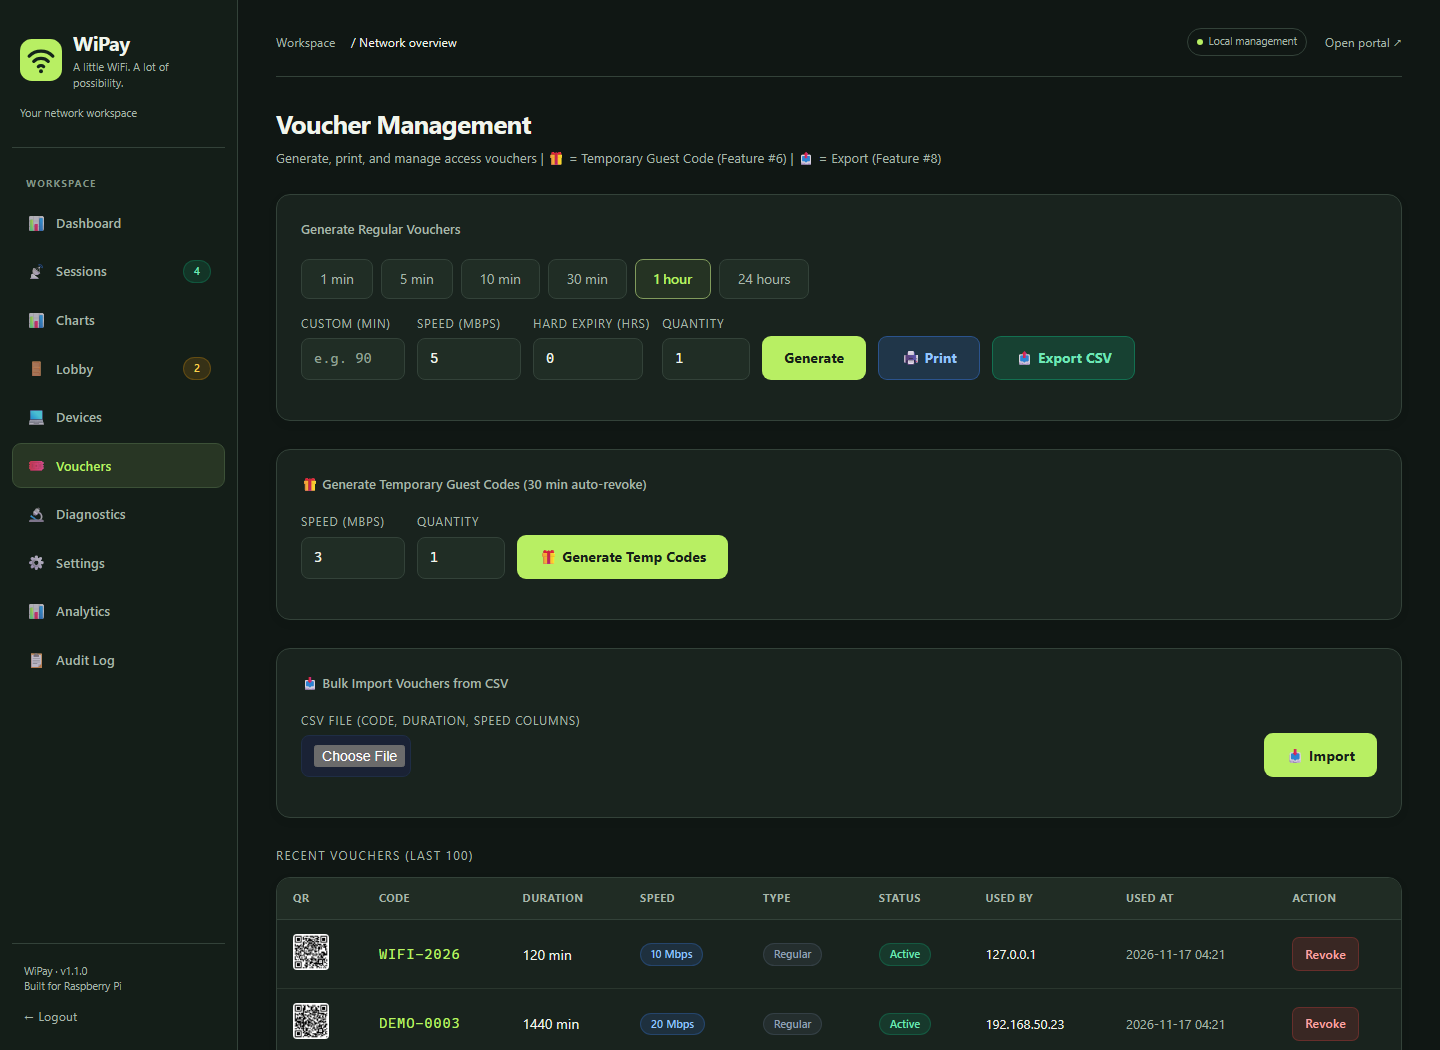 WiPay
A little WiFi. A lot of
possibility.
Your network workspace
WORKSPACE
Dashboard
Sessions 4
Charts
Lobby 2
Devices
Vouchers
Diagnostics
Settings
Analytics
Audit Log
WiPay · v1.1.0
Built for Raspberry Pi
← Logout
Workspace / Network overview
Local management
Open portal ↗
Voucher Management
Generate, print, and manage access vouchers | 🎁 = Temporary Guest Code (Feature #6) | 📤 = Export (Feature #8)
Generate Regular Vouchers
1 min 5 min 10 min 30 min 1 hour 24 hours
CUSTOM (MIN) SPEED (MBPS) HARD EXPIRY (HRS) QUANTITY
e.g. 90 5 0 1 Generate Print Export CSV
Generate Temporary Guest Codes (30 min auto-revoke)
SPEED (MBPS) QUANTITY
3 1 Generate Temp Codes
Bulk Import Vouchers from CSV
CSV FILE (CODE, DURATION, SPEED COLUMNS)
Choose File Import
RECENT VOUCHERS (LAST 100)
QR CODE DURATION SPEED TYPE STATUS USED BY USED AT ACTION
WIFI-2026 120 min 10 Mbps Regular Active 127.0.0.1 2026-11-17 04:21 Revoke
DEMO-0003 1440 min 20 Mbps Regular Active 192.168.50.23 2026-11-17 04:21 Revoke